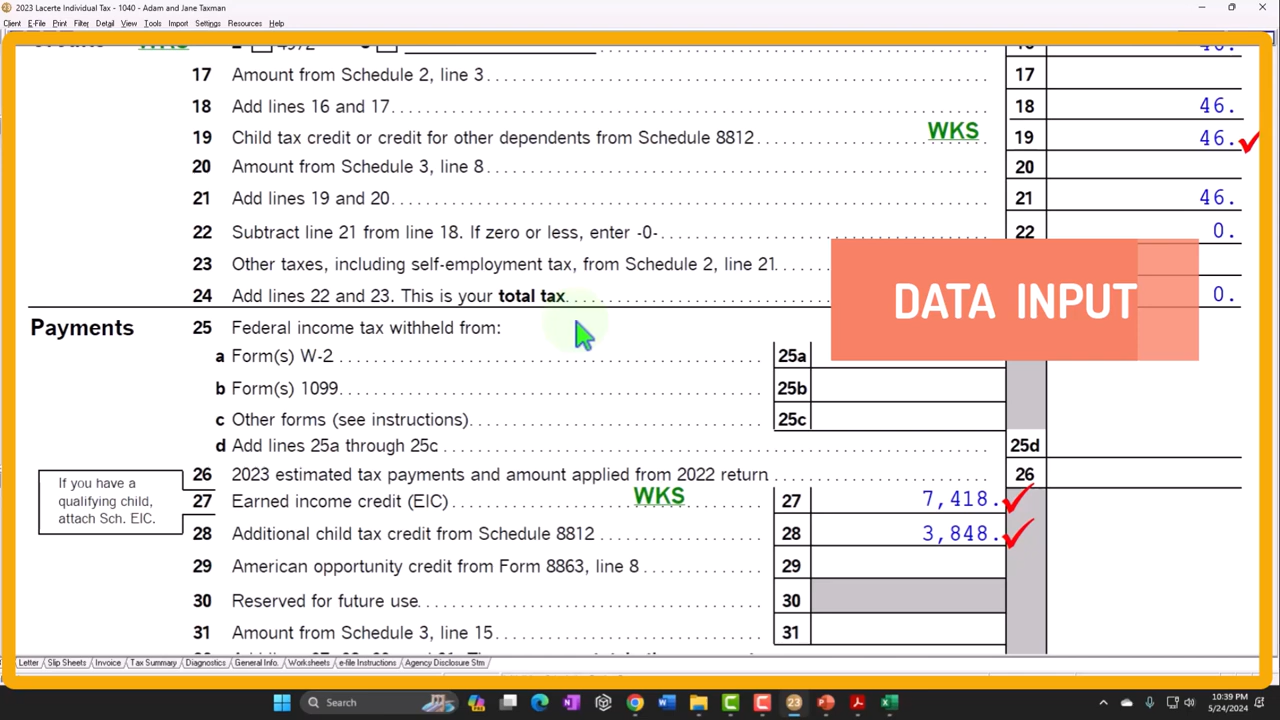 2023 Lacerte Individual Tax - 1040 - Adam and Jane Taxman
Client E-File Print Filter Detail View Tools Import Settings Resources Help
17 Amount from Schedule 2, line 3 17
18 Add lines 16 and 17 18 46.
19 Child tax credit or credit for other dependents from Schedule 8812 WKS 19 46.
20 Amount from Schedule 3, line 8 20
21 Add lines 19 and 20 21 46.
22 Subtract line 21 from line 18. If zero or less, enter -0- 22 0.
23 Other taxes, including self-employment tax, from Schedule 2, line 21
24 Add lines 22 and 23. This is your total tax 0.
DATA INPUT
Payments 25 Federal income tax withheld from:
a Form(s) W-2 25a
b Form(s) 1099 25b
c Other forms (see instructions) 25c
d Add lines 25a through 25c 25d
26 2023 estimated tax payments and amount applied from 2022 return 26
If you have a
qualifying child,
attach Sch. EIC.
27 Earned income credit (EIC) WKS 27 7,418.
28 Additional child tax credit from Schedule 8812 28 3,848.
29 American opportunity credit from Form 8863, line 8 29
30 Reserved for future use 30
31 Amount from Schedule 3, line 15 31
Letter Slip Sheets Invoice Tax Summary Diagnostics General Info. Worksheets e-file Instructions Agency Disclosure Stm
Search
23
10:39 PM
5/24/2024